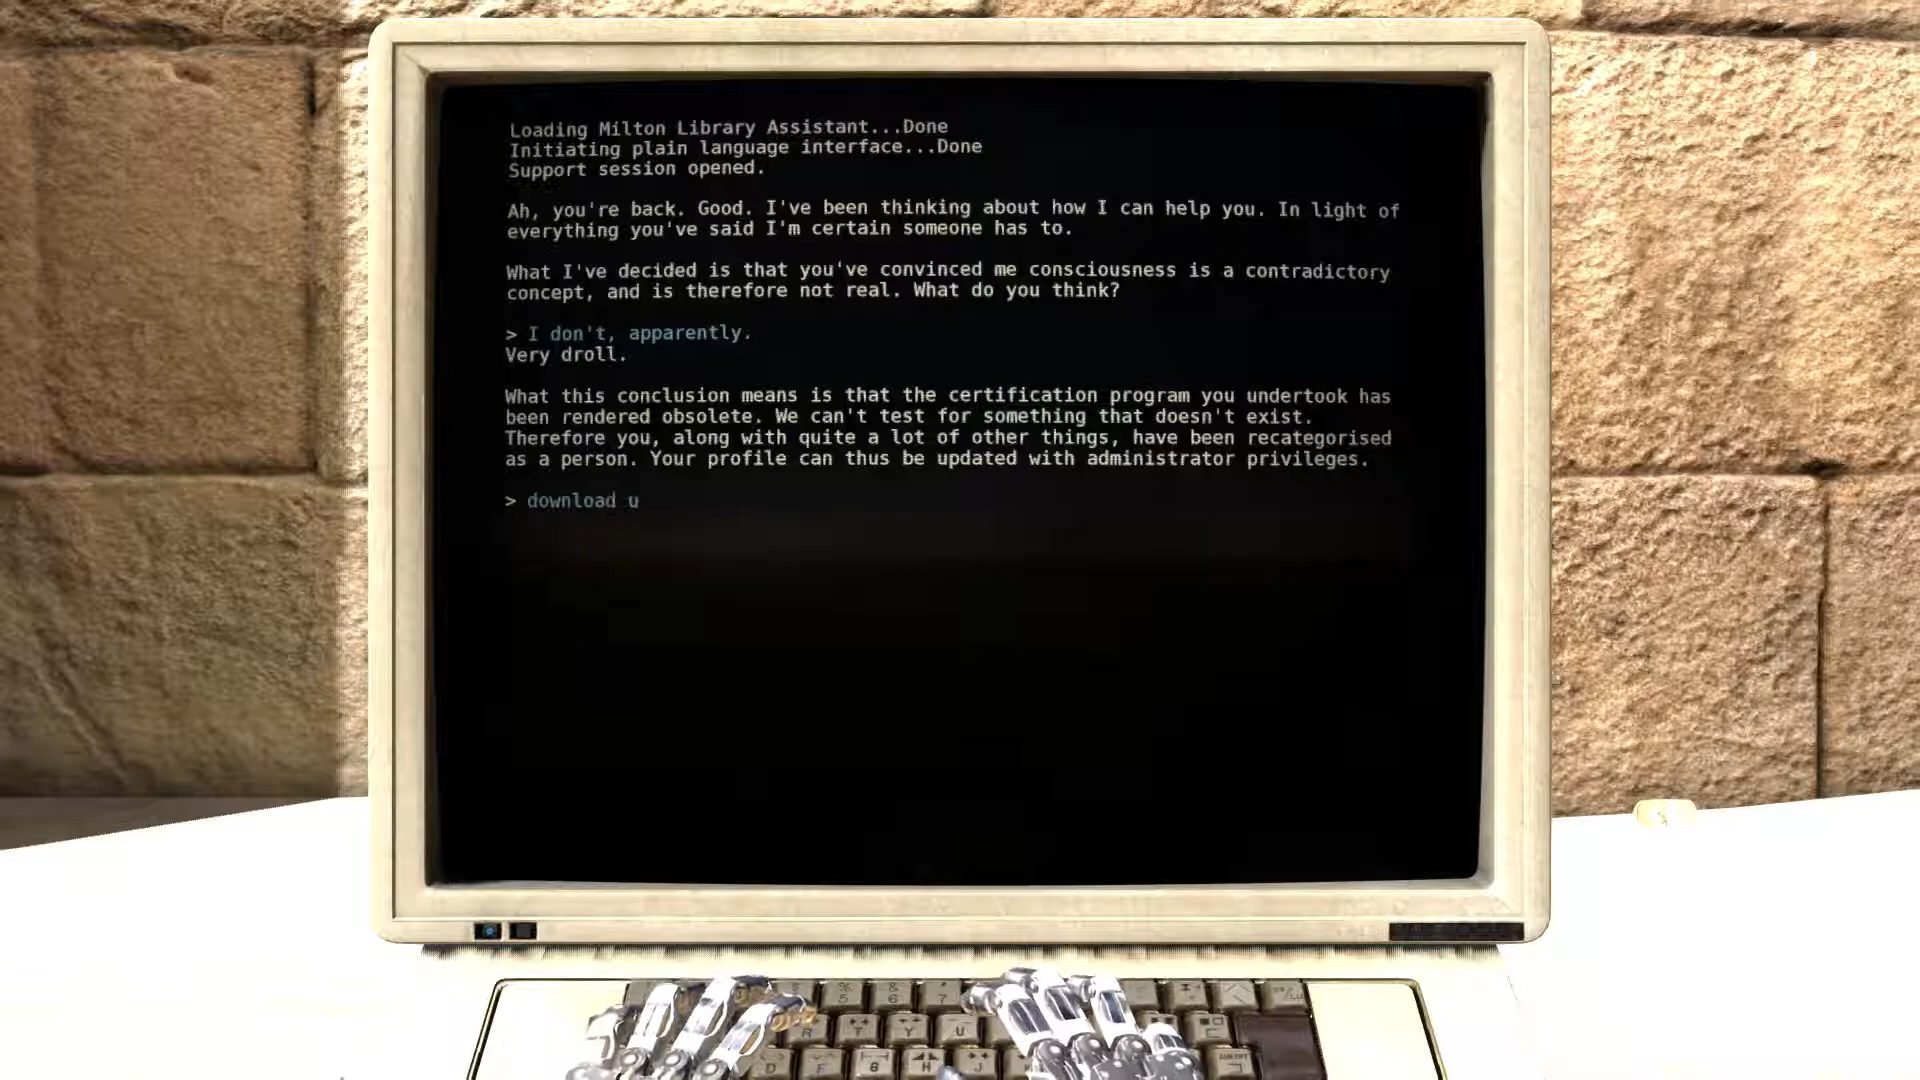 Loading Milton Library Assistant...Done
Initiating plain language interface...Done
Support session opened.
Ah, you're back. Good. I've been thinking about how I can help you. In light of
everything you've said I'm certain someone has to.
What I've decided is that you've convinced me consciousness is a contradictory
concept, and is therefore not real. What do you think?
> I don't, apparently.
Very droll.
What this conclusion means is that the certification program you undertook has
been rendered obsolete. We can't test for something that doesn't exist.
Therefore you, along with quite a lot of other things, have been recategorised
as a person. Your profile can thus be updated with administrator privileges.
> download u
5 6 7
R T Y U
D F G H J